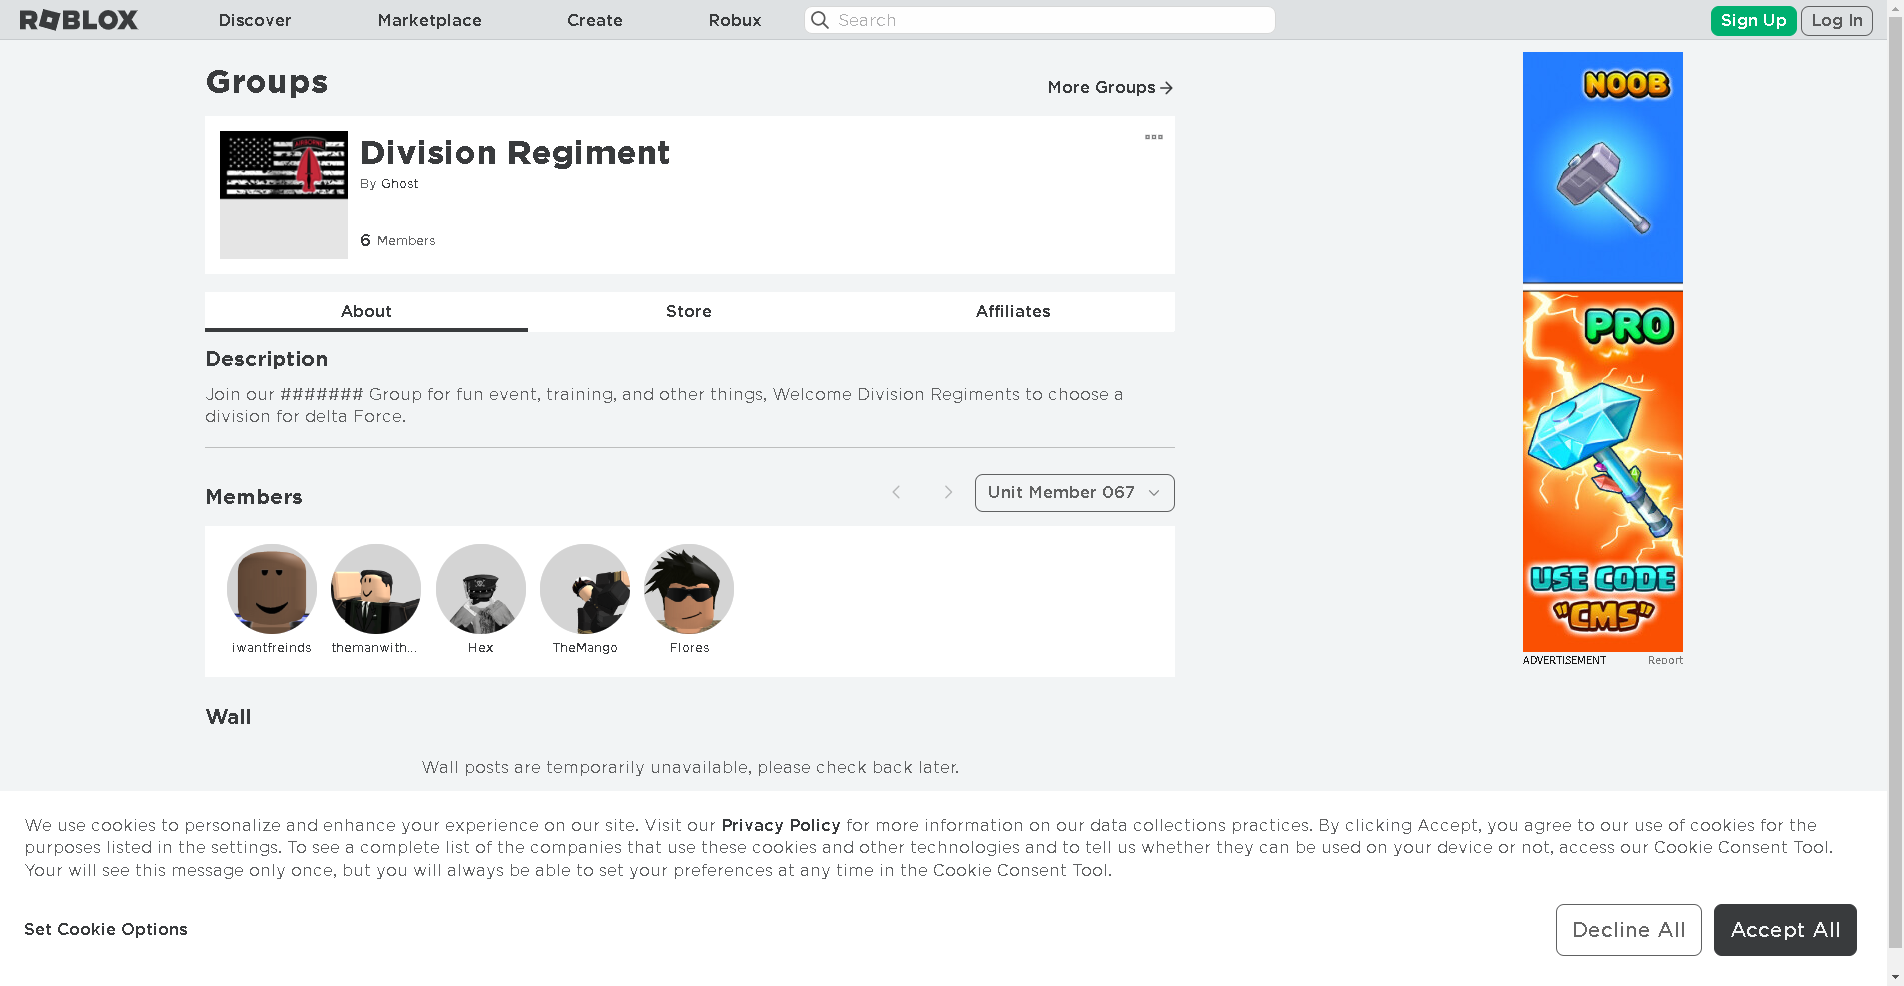 ROBLOX Discover Marketplace Create Robux Search Sign Up Log In
Groups
More Groups
AIRBORNE
Division Regiment
By Ghost
6 Members
About Store Affiliates
Description
Join our ####### Group for fun event, training, and other things, Welcome Division Regiments to choose a
division for delta Force.
Members
Unit Member 067
iwantfreinds themanwith... Hex TheMango Flores
Wall
Wall posts are temporarily unavailable, please check back later.
NOOB
PRO
USE CODE
"CMS"
ADVERTISEMENT Report
We use cookies to personalize and enhance your experience on our site. Visit our Privacy Policy for more information on our data collections practices. By clicking Accept, you agree to our use of cookies for the
purposes listed in the settings. To see a complete list of the companies that use these cookies and other technologies and to tell us whether they can be used on your device or not, access our Cookie Consent Tool.
Your will see this message only once, but you will always be able to set your preferences at any time in the Cookie Consent Tool.
Set Cookie Options
Decline All Accept All